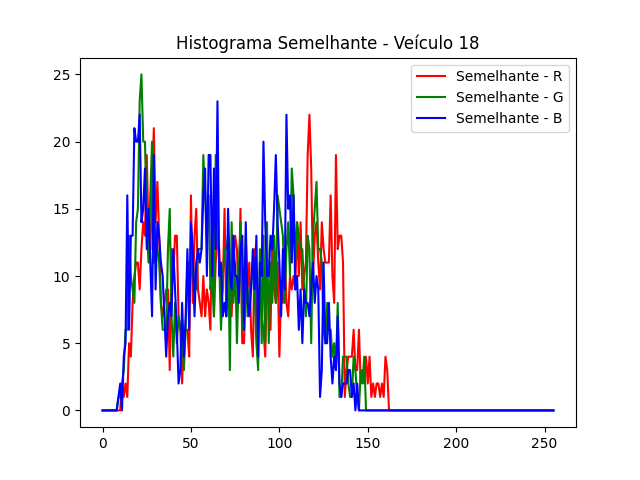 Histograma Semelhante - Veículo 18
Semelhante - R
Semelhante - G
Semelhante - B
25
20
15
10
5
0
0 50 100 150 200 250